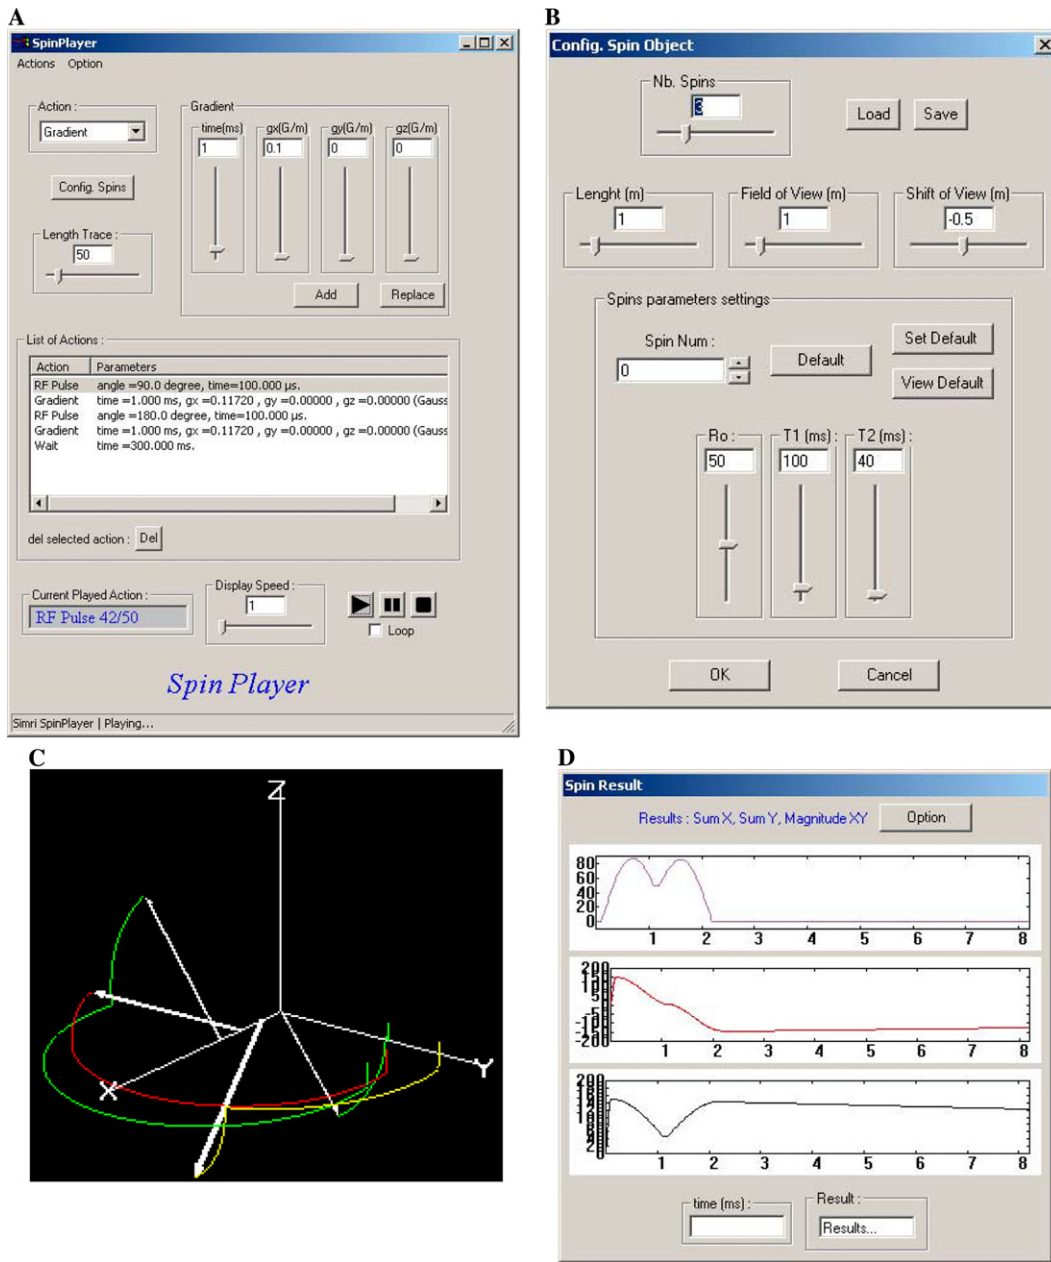 A
SpinPlayer
Actions Option
Action :
Gradient
Config. Spins
Length Trace :
50
Gradient
time(ms) gx(G/m) gy(G/m) gz(G/m)
1 0.1 0 0
Add Replace
List of Actions :
Action Parameters
RF Pulse angle =90.0 degree, time=100.000 µs.
Gradient time =1.000 ms, gx =0.11720 , gy =0.00000 , gz =0.00000 (Gauss
RF Pulse angle =180.0 degree, time=100.000 µs.
Gradient time =1.000 ms, gx =0.11720 , gy =0.00000 , gz =0.00000 (Gauss
Wait time =300.000 ms.
del selected action : Del
Current Played Action :
RF Pulse 42/50
Display Speed :
1
Loop
Spin Player
Simri SpinPlayer | Playing...
B
Config. Spin Object
Nb. Spins
3
Load Save
Lenght (m) Field of View (m) Shift of View (m)
1 1 -0.5
Spins parameters settings
Spin Num :
0
Default
Set Default
View Default
Ro : T1 (ms) : T2 (ms) :
50 100 40
OK Cancel
C
Z
X
Y
D
Spin Result
Results : Sum X, Sum Y, Magnitude XY Option
80
60
40
20
0
1 2 3 4 5 6 7 8
200
-200
1 2 3 4 5 6 7 8
200
0
1 2 3 4 5 6 7 8
time (ms) : Result :
Results...